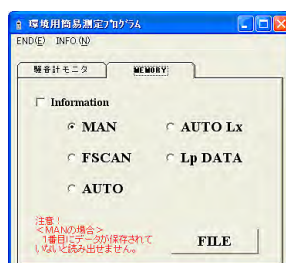 環境用簡易測定プログラム
END(E) INFO.(N)
騒音計モニタ MEMORY
Information
MAN AUTO Lx
FSCAN Lp DATA
AUTO
注意！
<MANの場合>
1番目にデータが保存されて
いないと読み出せません。
FILE